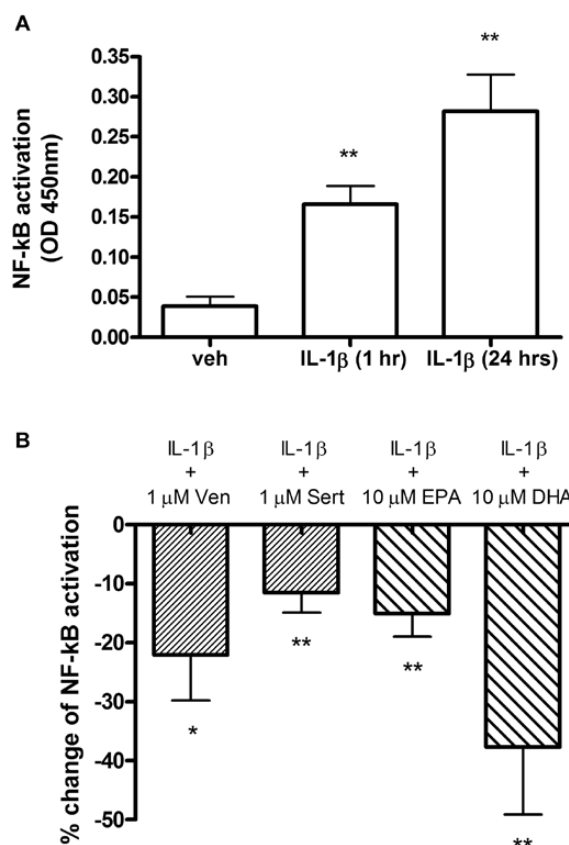 A
NF-kB activation
(OD 450nm)
0.35
0.30
0.25
0.20
0.15
0.10
0.05
0.00
**
**
veh
IL-1β (1 hr)
IL-1β (24 hrs)
B
IL-1β
+
1 μM Ven
IL-1β
+
1 μM Sert
IL-1β
+
10 μM EPA
IL-1β
+
10 μM DHA
% change of NF-kB activation
0
-10
-20
-30
-40
-50
*
**
**
**